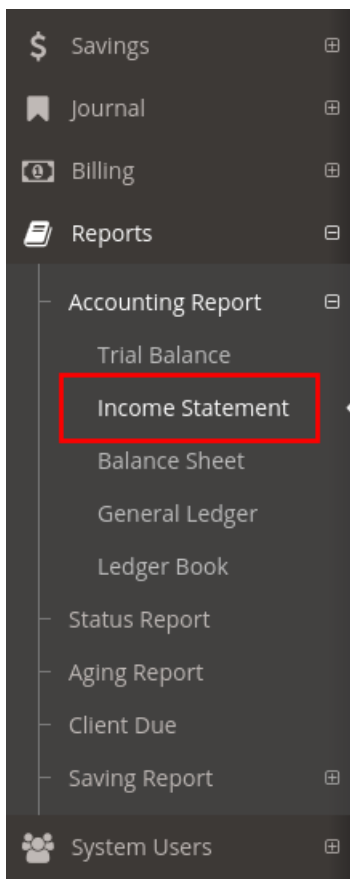 Savings
Journal
Billing
Reports
Accounting Report
Trial Balance
Income Statement
Balance Sheet
General Ledger
Ledger Book
Status Report
Aging Report
Client Due
Saving Report
System Users